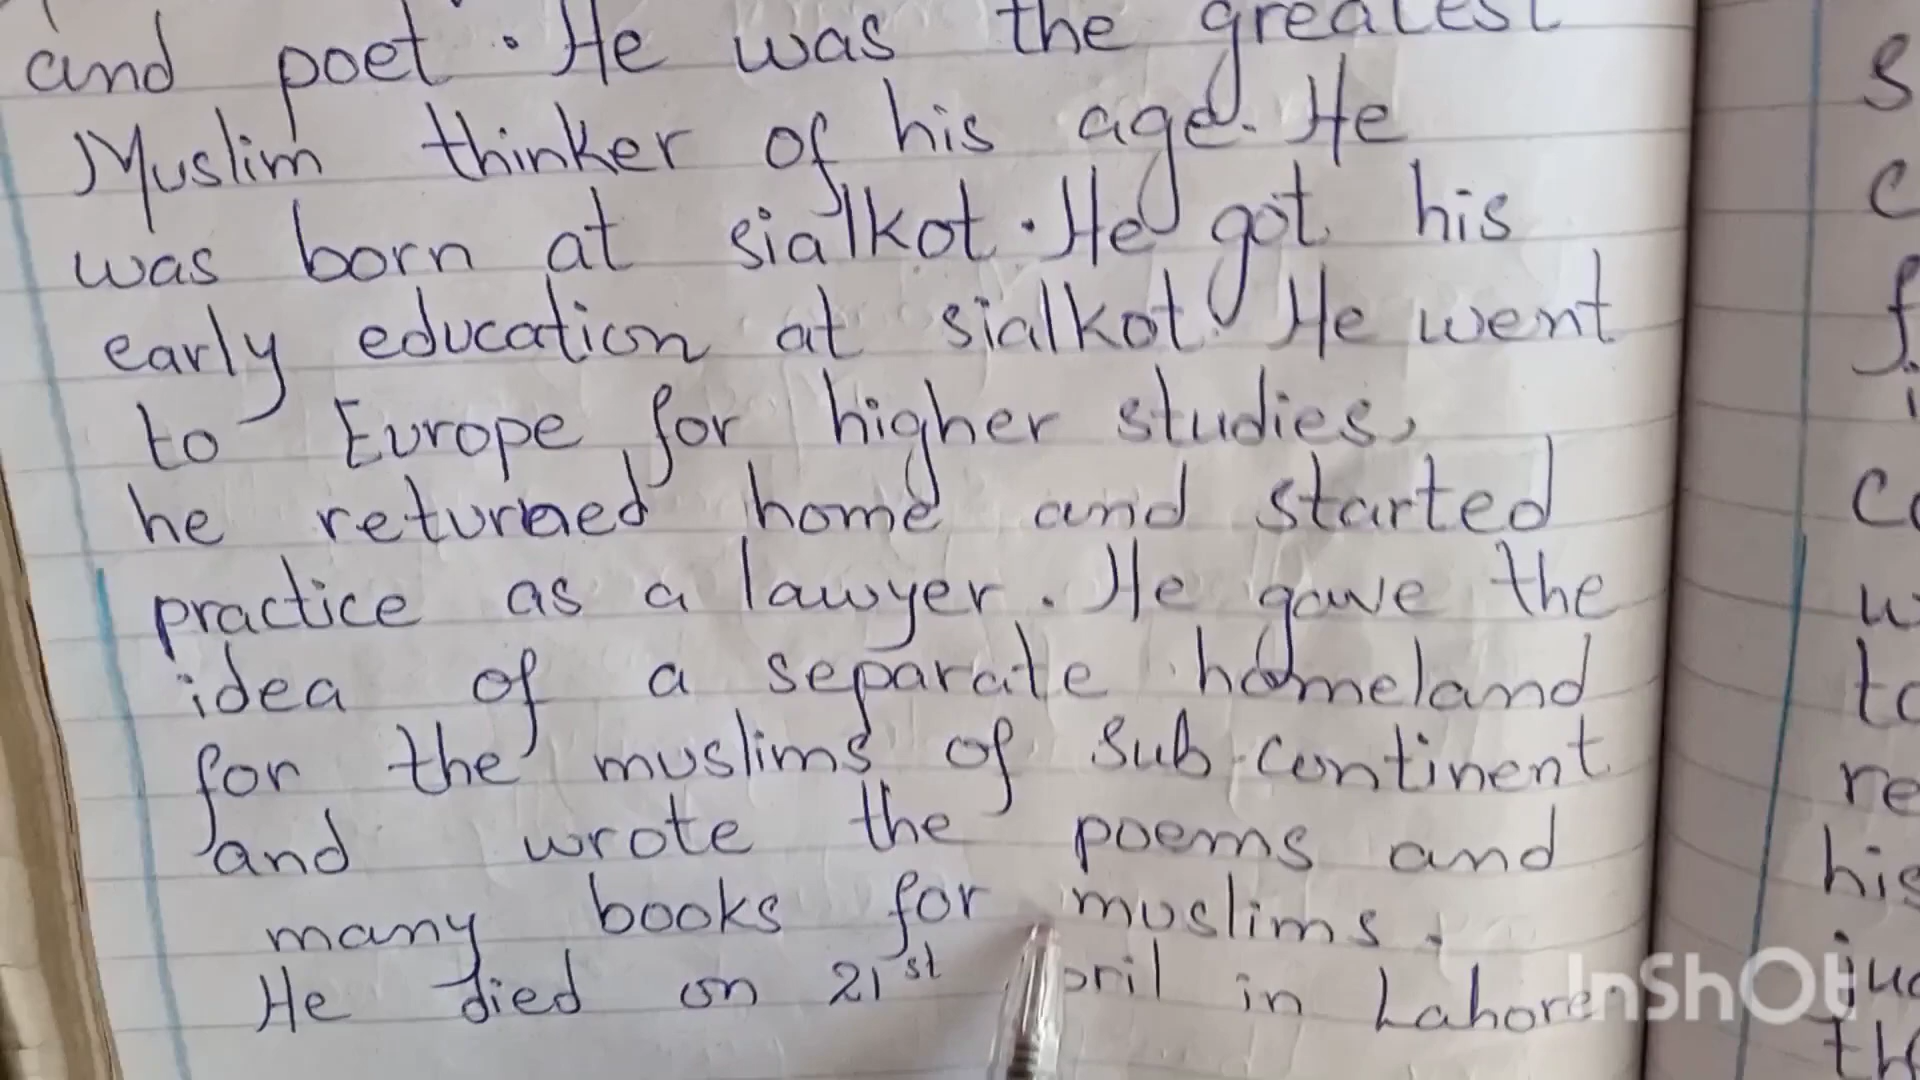 and poet. He was the greatest
Muslim thinker of his age. He
was born at sialkot. He got his
early education at sialkot. He went
to Europe for higher studies,
he returned home and started
practice as a lawyer. He gave the
idea of a separate homeland
for the muslims of Sub-continent
and wrote the poems and
many books for muslims.
He died on 21st pril in Lahore
InShOt